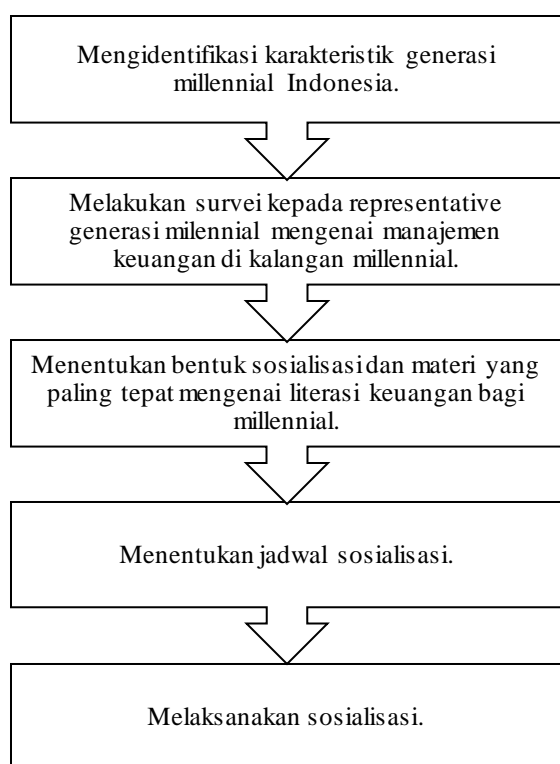 Mengidentifikasi karakteristik generasi
millennial Indonesia.
Melakukan survei kepada representative
generasi milennial mengenai manajemen
keuangan di kalangan millennial.
Menentukan bentuk sosialisasi dan materi yang
paling tepat mengenai literasi keuangan bagi
millennial.
Menentukan jadwal sosialisasi.
Melaksanakan sosialisasi.